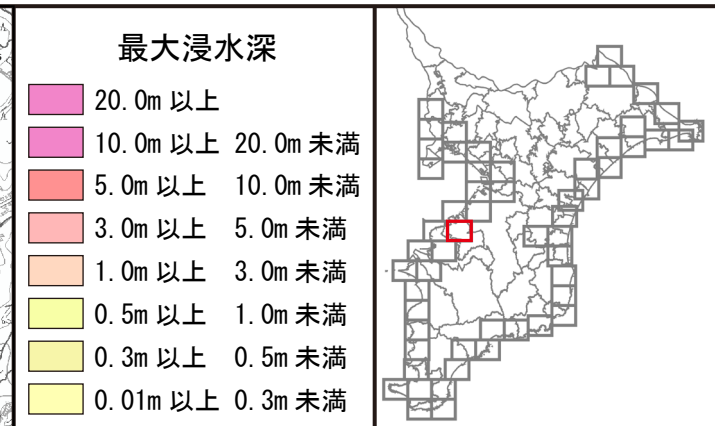 最大浸水深
20.0m 以上
10.0m 以上 20.0m 未満
5.0m 以上 10.0m 未満
3.0m 以上 5.0m 未満
1.0m 以上 3.0m 未満
0.5m 以上 1.0m 未満
0.3m 以上 0.5m 未満
0.01m 以上 0.3m 未満